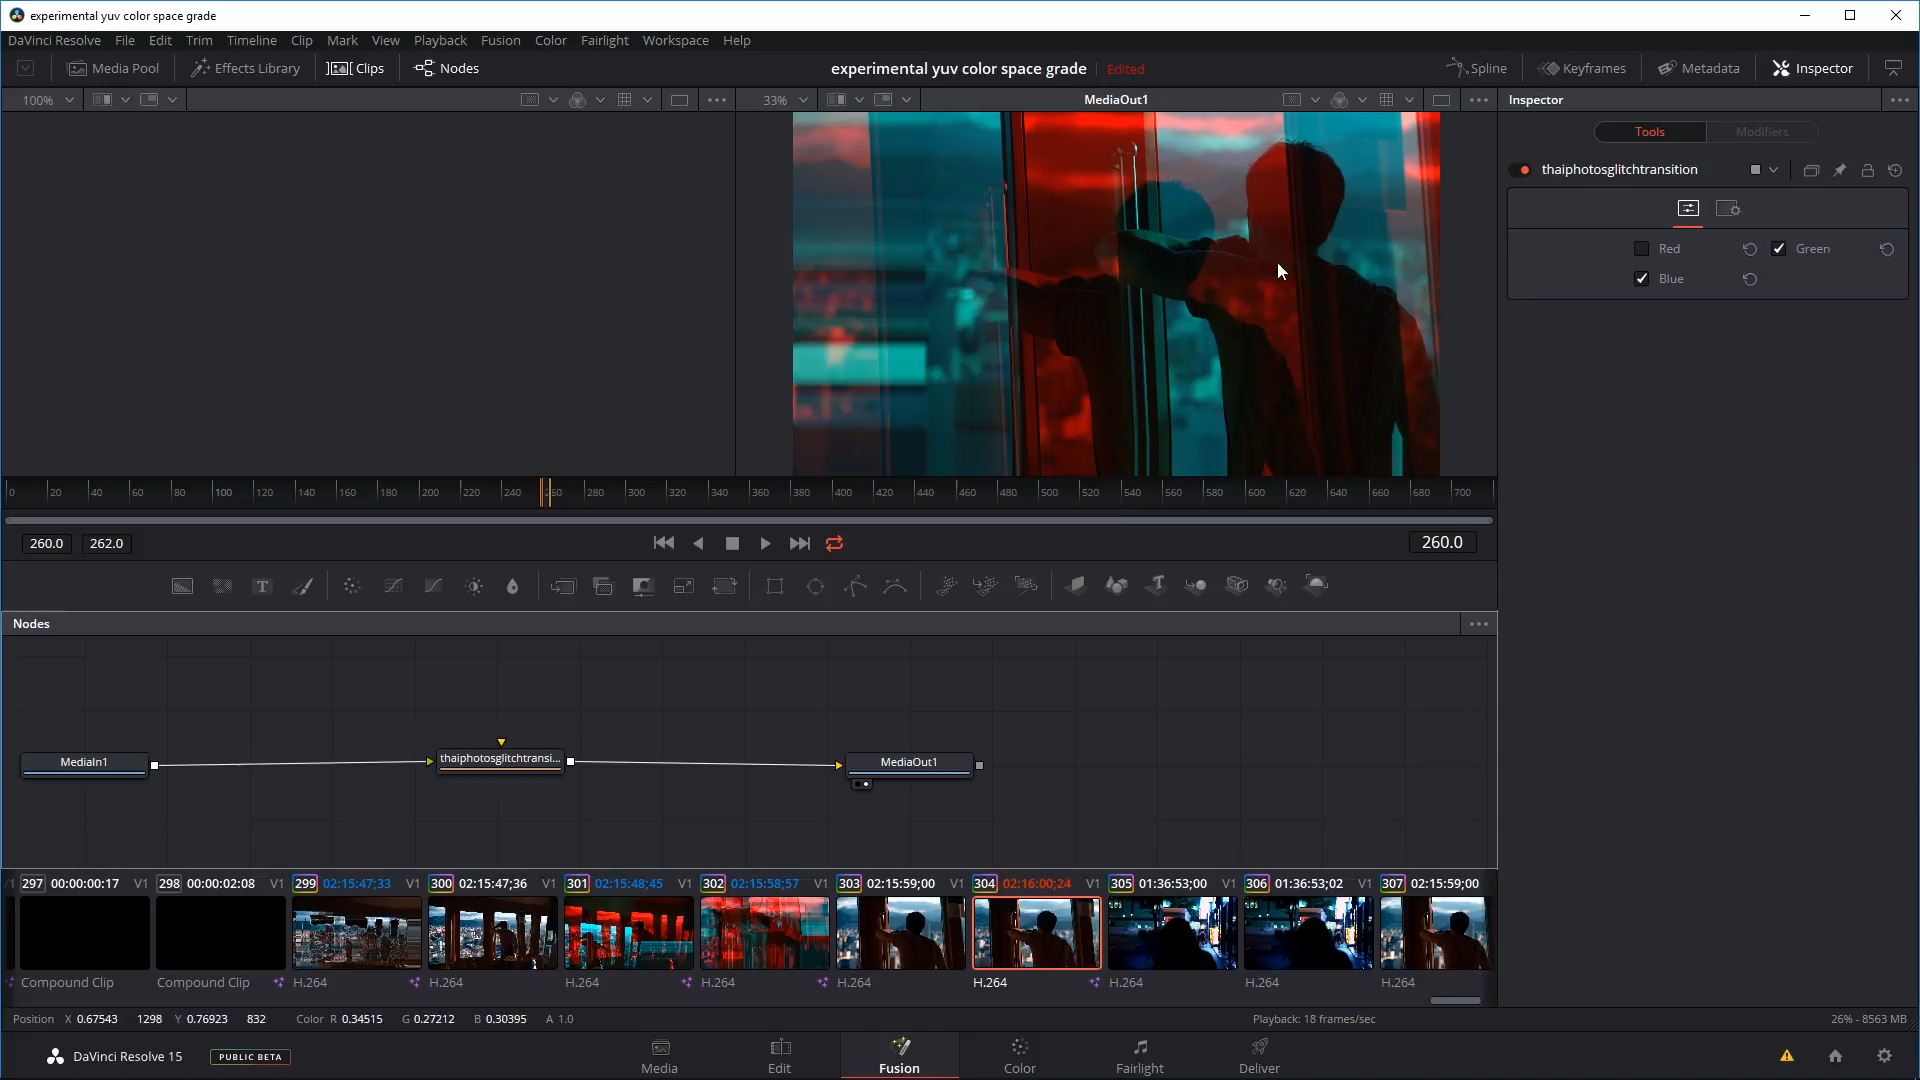 experimental yuv color space grade
DaVinci Resolve File Edit Trim Timeline Clip Mark View Playback Fusion Color Fairlight Workspace Help
Media Pool Effects Library Clips Nodes experimental yuv color space grade Edited Spline Keyframes Metadata Inspector
100% 33% MediaOut1 Inspector
Tools Modifiers
thaiphotosglitchtransition
Red Green
Blue
0 20 40 60 80 100 120 140 160 180 200 220 240 260 280 300 320 340 360 380 400 420 440 460 480 500 520 540 560 580 600 620 640 660 680 700
260.0 262.0 260.0
Nodes
MediaIn1 thaiphotosglitchtransi... MediaOut1
297 00:00:00:17 V1 298 00:00:02:08 V1 299 02:15:47;33 V1 300 02:15:47;36 V1 301 02:15:48;45 V1 302 02:15:58;57 V1 303 02:15:59;00 V1 304 02:16:00;24 V1 305 01:36:53;00 V1 306 01:36:53;02 V1 307 02:15:59;00
Compound Clip Compound Clip H.264 H.264 H.264 H.264 H.264 H.264 H.264 H.264 H.264
Position X 0.67543 1298 Y 0.76923 832 Color R 0.34515 G 0.27212 B 0.30395 A 1.0 Playback: 18 frames/sec 26% - 8563 MB
DaVinci Resolve 15 PUBLIC BETA Media Edit Fusion Color Fairlight Deliver